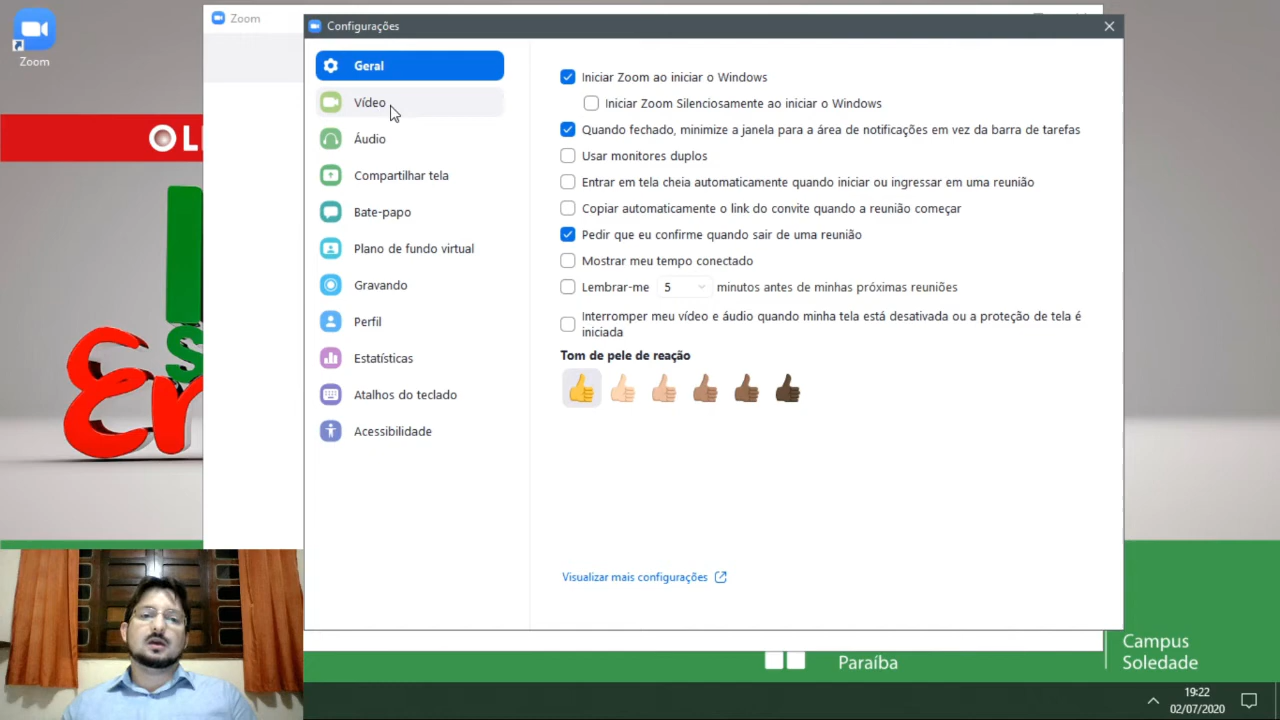 Zoom
Zoom
Configurações
Geral
Vídeo
Áudio
Compartilhar tela
Bate-papo
Plano de fundo virtual
Gravando
Perfil
Estatísticas
Atalhos do teclado
Acessibilidade
Iniciar Zoom ao iniciar o Windows
Iniciar Zoom Silenciosamente ao iniciar o Windows
Quando fechado, minimize a janela para a área de notificações em vez da barra de tarefas
Usar monitores duplos
Entrar em tela cheia automaticamente quando iniciar ou ingressar em uma reunião
Copiar automaticamente o link do convite quando a reunião começar
Pedir que eu confirme quando sair de uma reunião
Mostrar meu tempo conectado
Lembrar-me 5 minutos antes de minhas próximas reuniões
Interromper meu vídeo e áudio quando minha tela está desativada ou a proteção de tela é
iniciada
Tom de pele de reação
Visualizar mais configurações
Paraíba
Campus
Soledade
19:22
02/07/2020